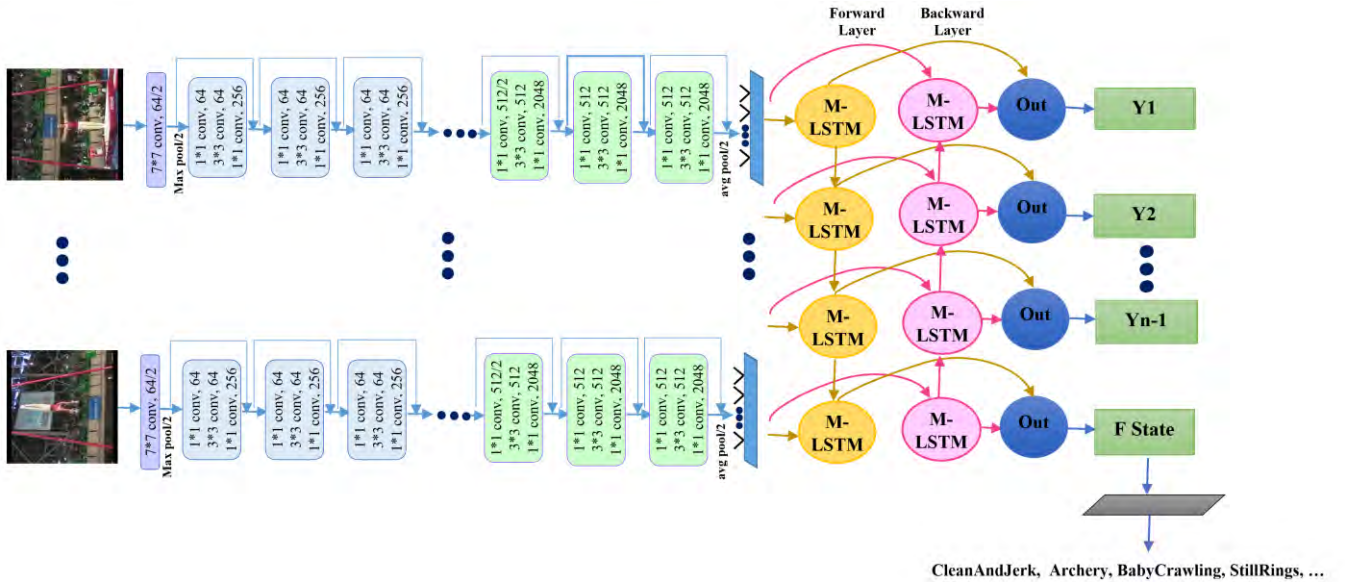 Forward
Layer
Backward
Layer
7*7 conv, 64/2
Max pool/2
1*1 conv, 64
3*3 conv, 64
1*1 conv, 256
1*1 conv, 64
3*3 conv, 64
1*1 conv, 256
1*1 conv, 64
3*3 conv, 64
1*1 conv, 256
1*1 conv, 512/2
3*3 conv, 512
1*1 conv. 2048
1*1 conv, 512
3*3 conv, 512
1*1 conv. 2048
1*1 conv, 512
3*3 conv, 512
1*1 conv. 2048
avg pool/2
M-
LSTM
M-
LSTM
Out
Y1
M-
LSTM
M-
LSTM
Out
Y2
M-
LSTM
M-
LSTM
Out
Yn-1
7*7 conv, 64/2
Max pool/2
1*1 conv, 64
3*3 conv, 64
1*1 conv, 256
1*1 conv, 64
3*3 conv, 64
1*1 conv, 256
1*1 conv, 64
3*3 conv, 64
1*1 conv, 256
1*1 conv, 512/2
3*3 conv, 512
1*1 conv. 2048
1*1 conv, 512
3*3 conv, 512
1*1 conv. 2048
1*1 conv, 512
3*3 conv, 512
1*1 conv. 2048
avg pool/2
M-
LSTM
M-
LSTM
Out
F State
CleanAndJerk, Archery, BabyCrawling, StillRings, ...